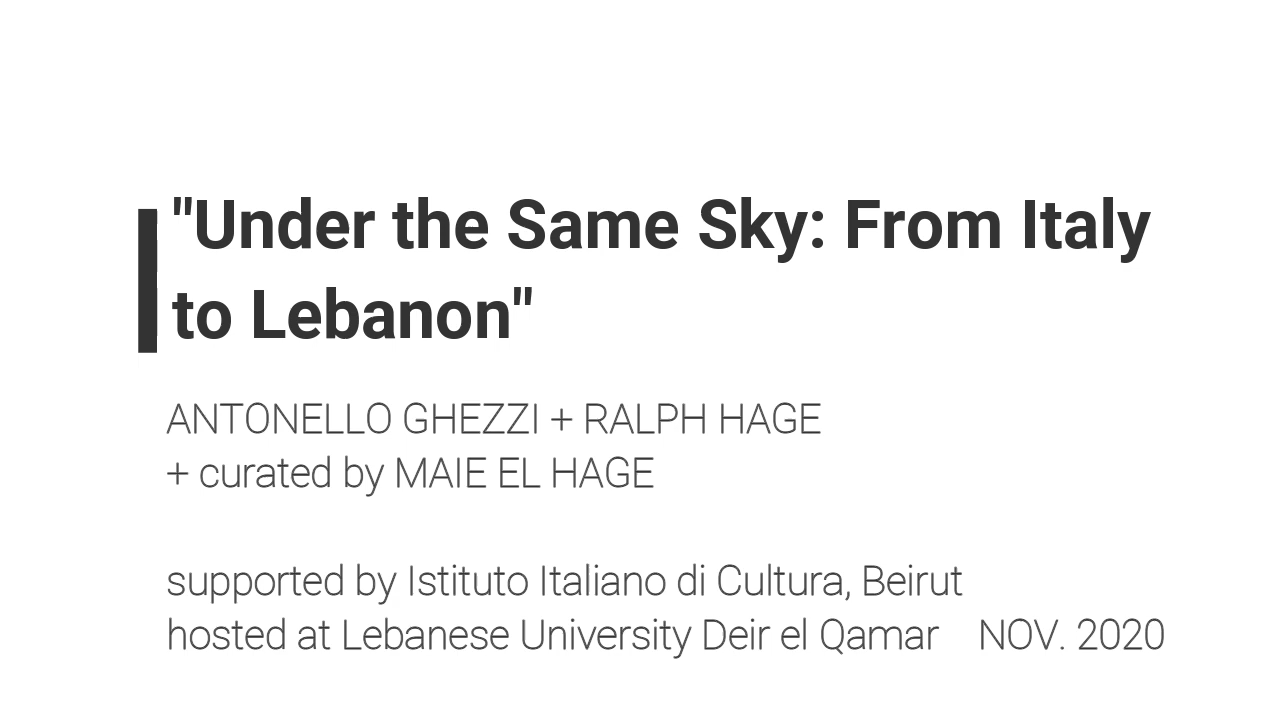 "Under the Same Sky: From Italy
to Lebanon"
ANTONELLO GHEZZI + RALPH HAGE
+ curated by MAIE EL HAGE
supported by Istituto Italiano di Cultura, Beirut
hosted at Lebanese University Deir el Qamar NOV. 2020